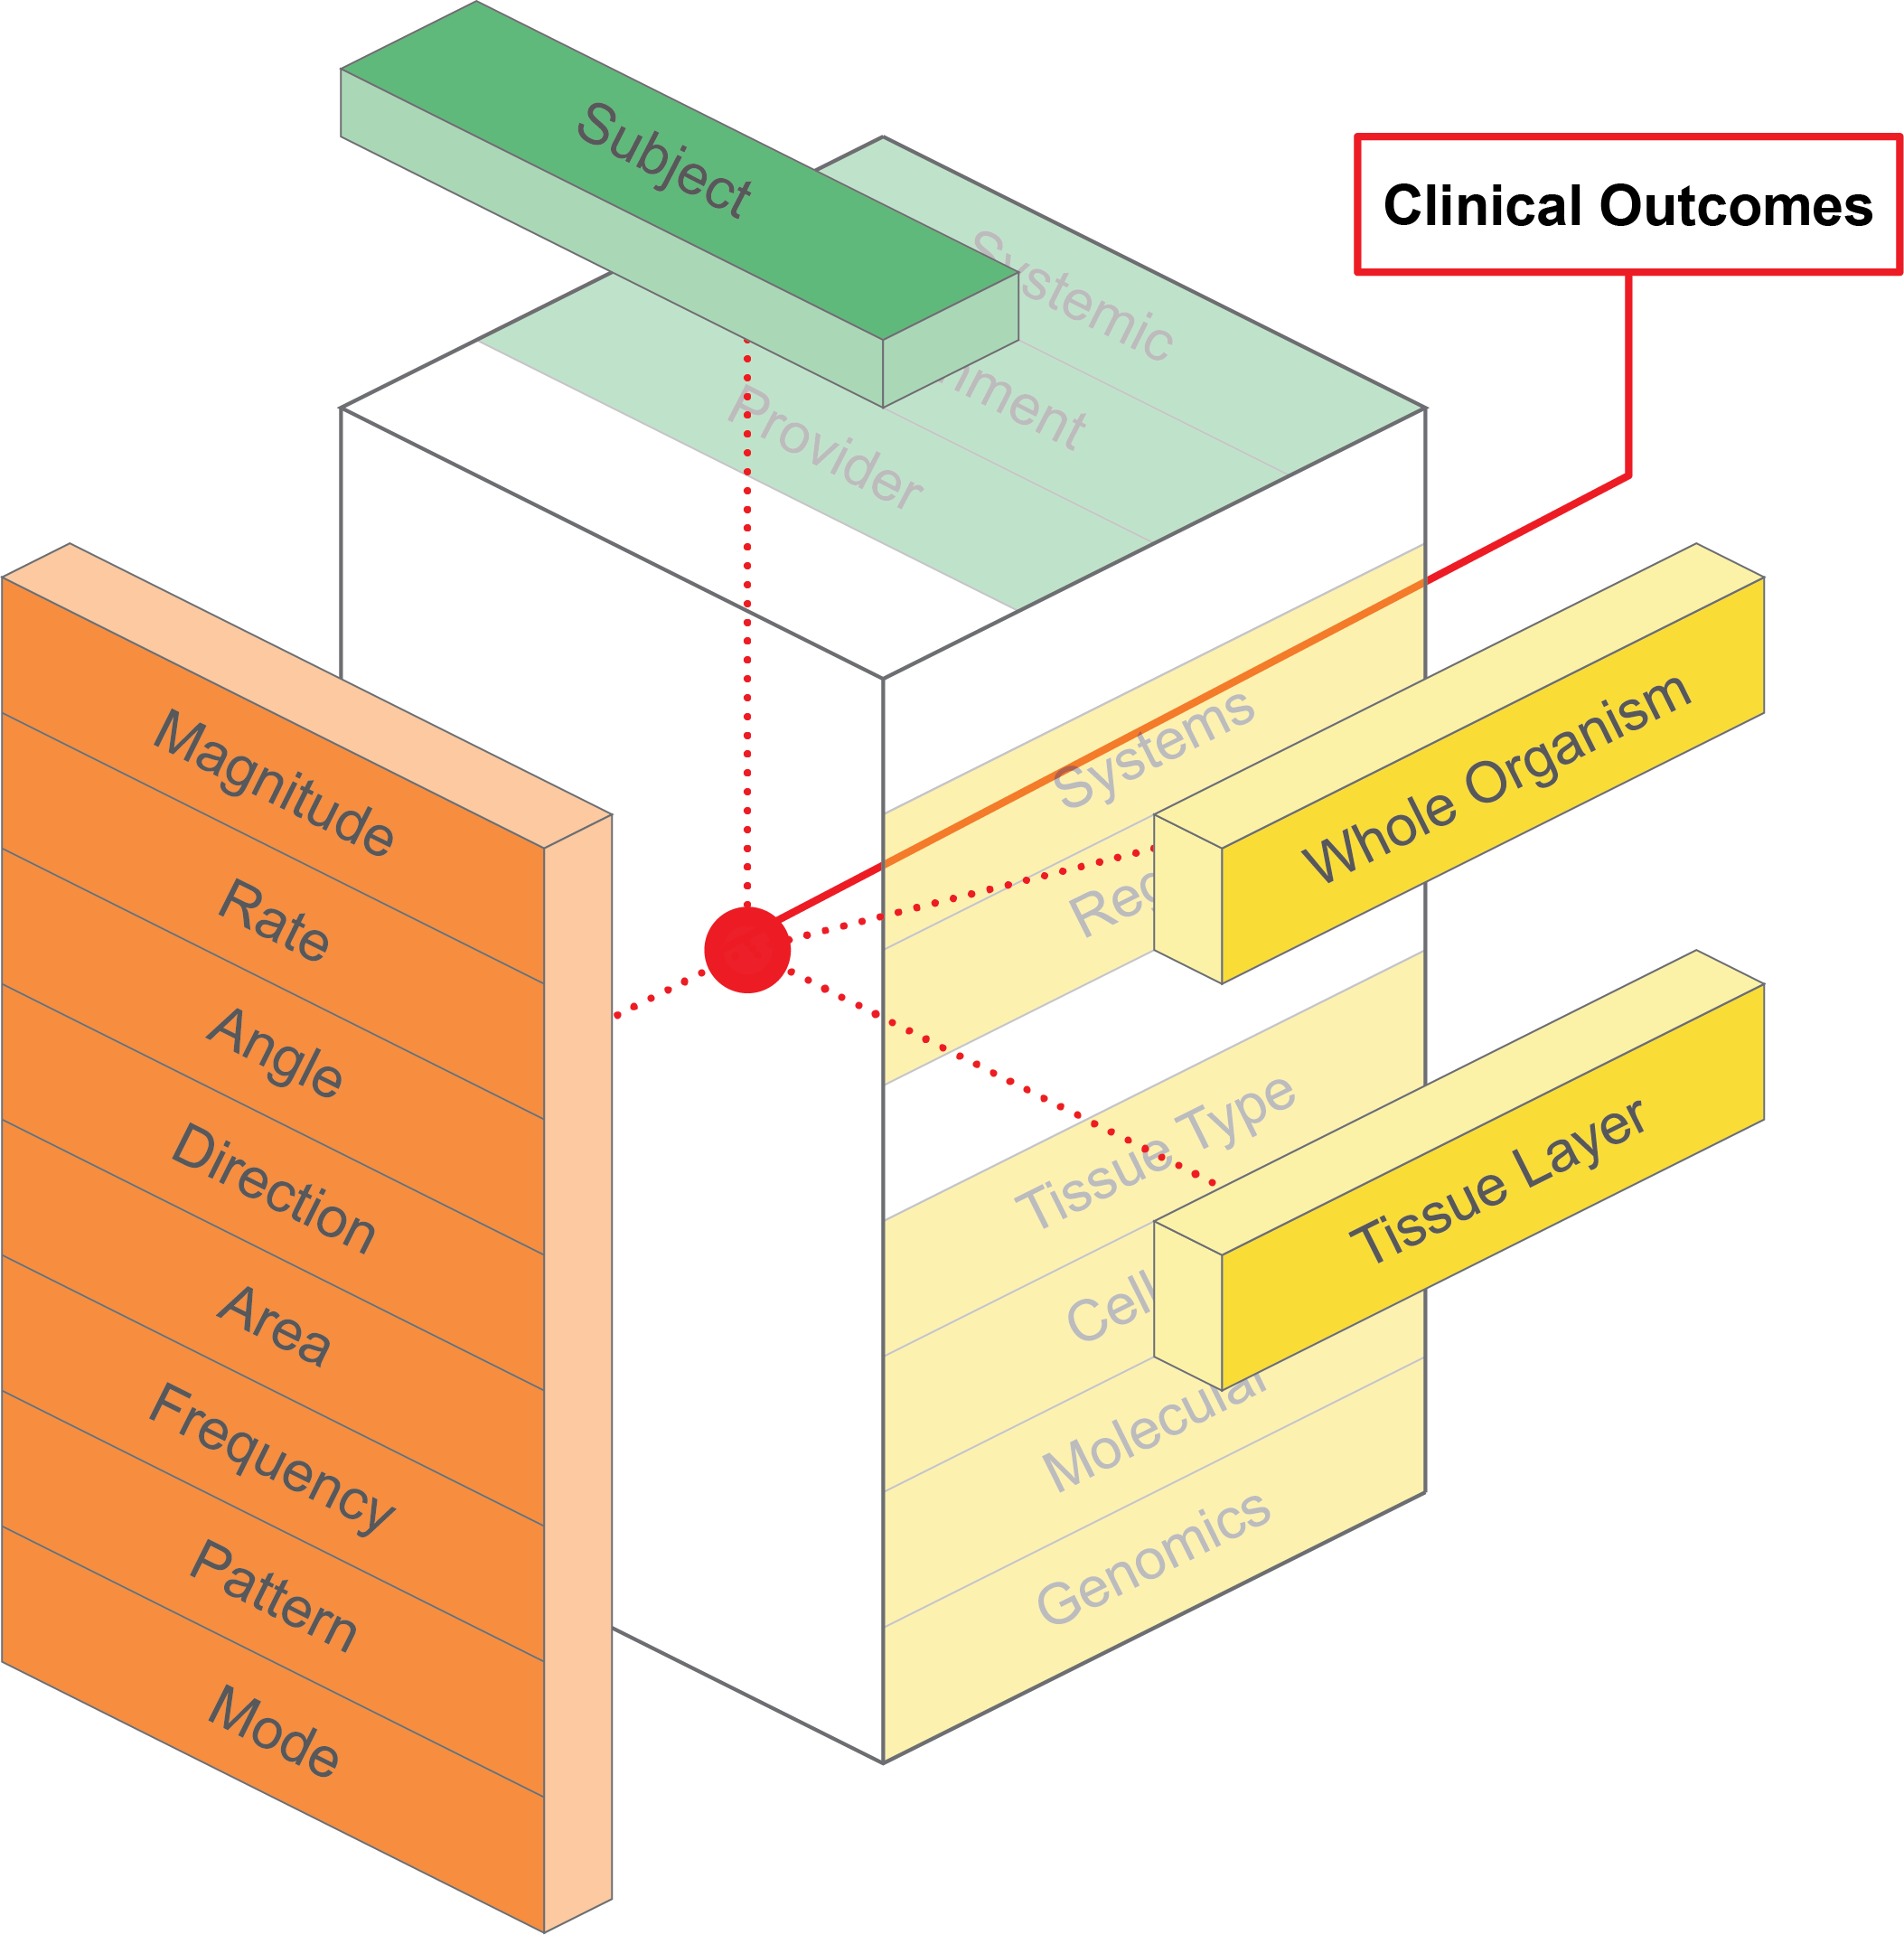 Subject
Clinical Outcomes
Systemic
Provider
Magnitude
Rate
Angle
Direction
Area
Frequency
Pattern
Mode
Systems
Whole Organism
Tissue Type
Tissue Layer
Cell
Molecular
Genomics